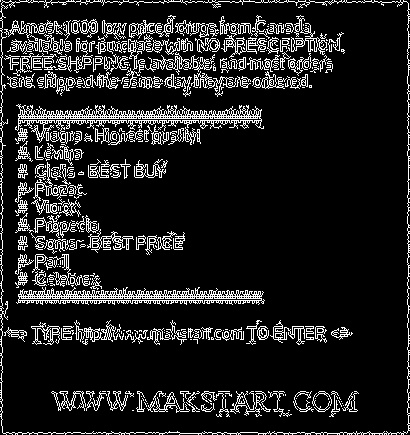 Almost 1000 low priced drugs from Canada,
available for purchase with NO PRESCRIPTION,
FREE SHIPPING is available, and most orders
are shipped the same day they are ordered.
# Viagra - Highest quality!
# Levitra
# Cialis - BEST BUY
# Prozac
# Vioxx
# Propecia
# Soma - BEST PRICE
# Paxil
# Celebrex
=> TYPE http://www.makstart.com TO ENTER <=
WWW.MAKSTART.COM